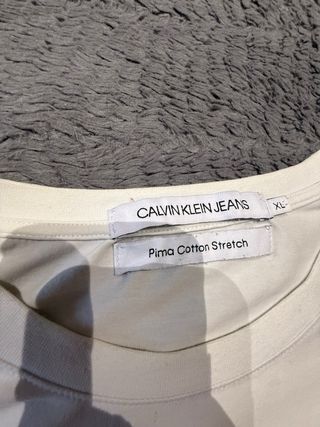 CALVIN KLEIN JEANS
XL
Pima Cotton Stretch